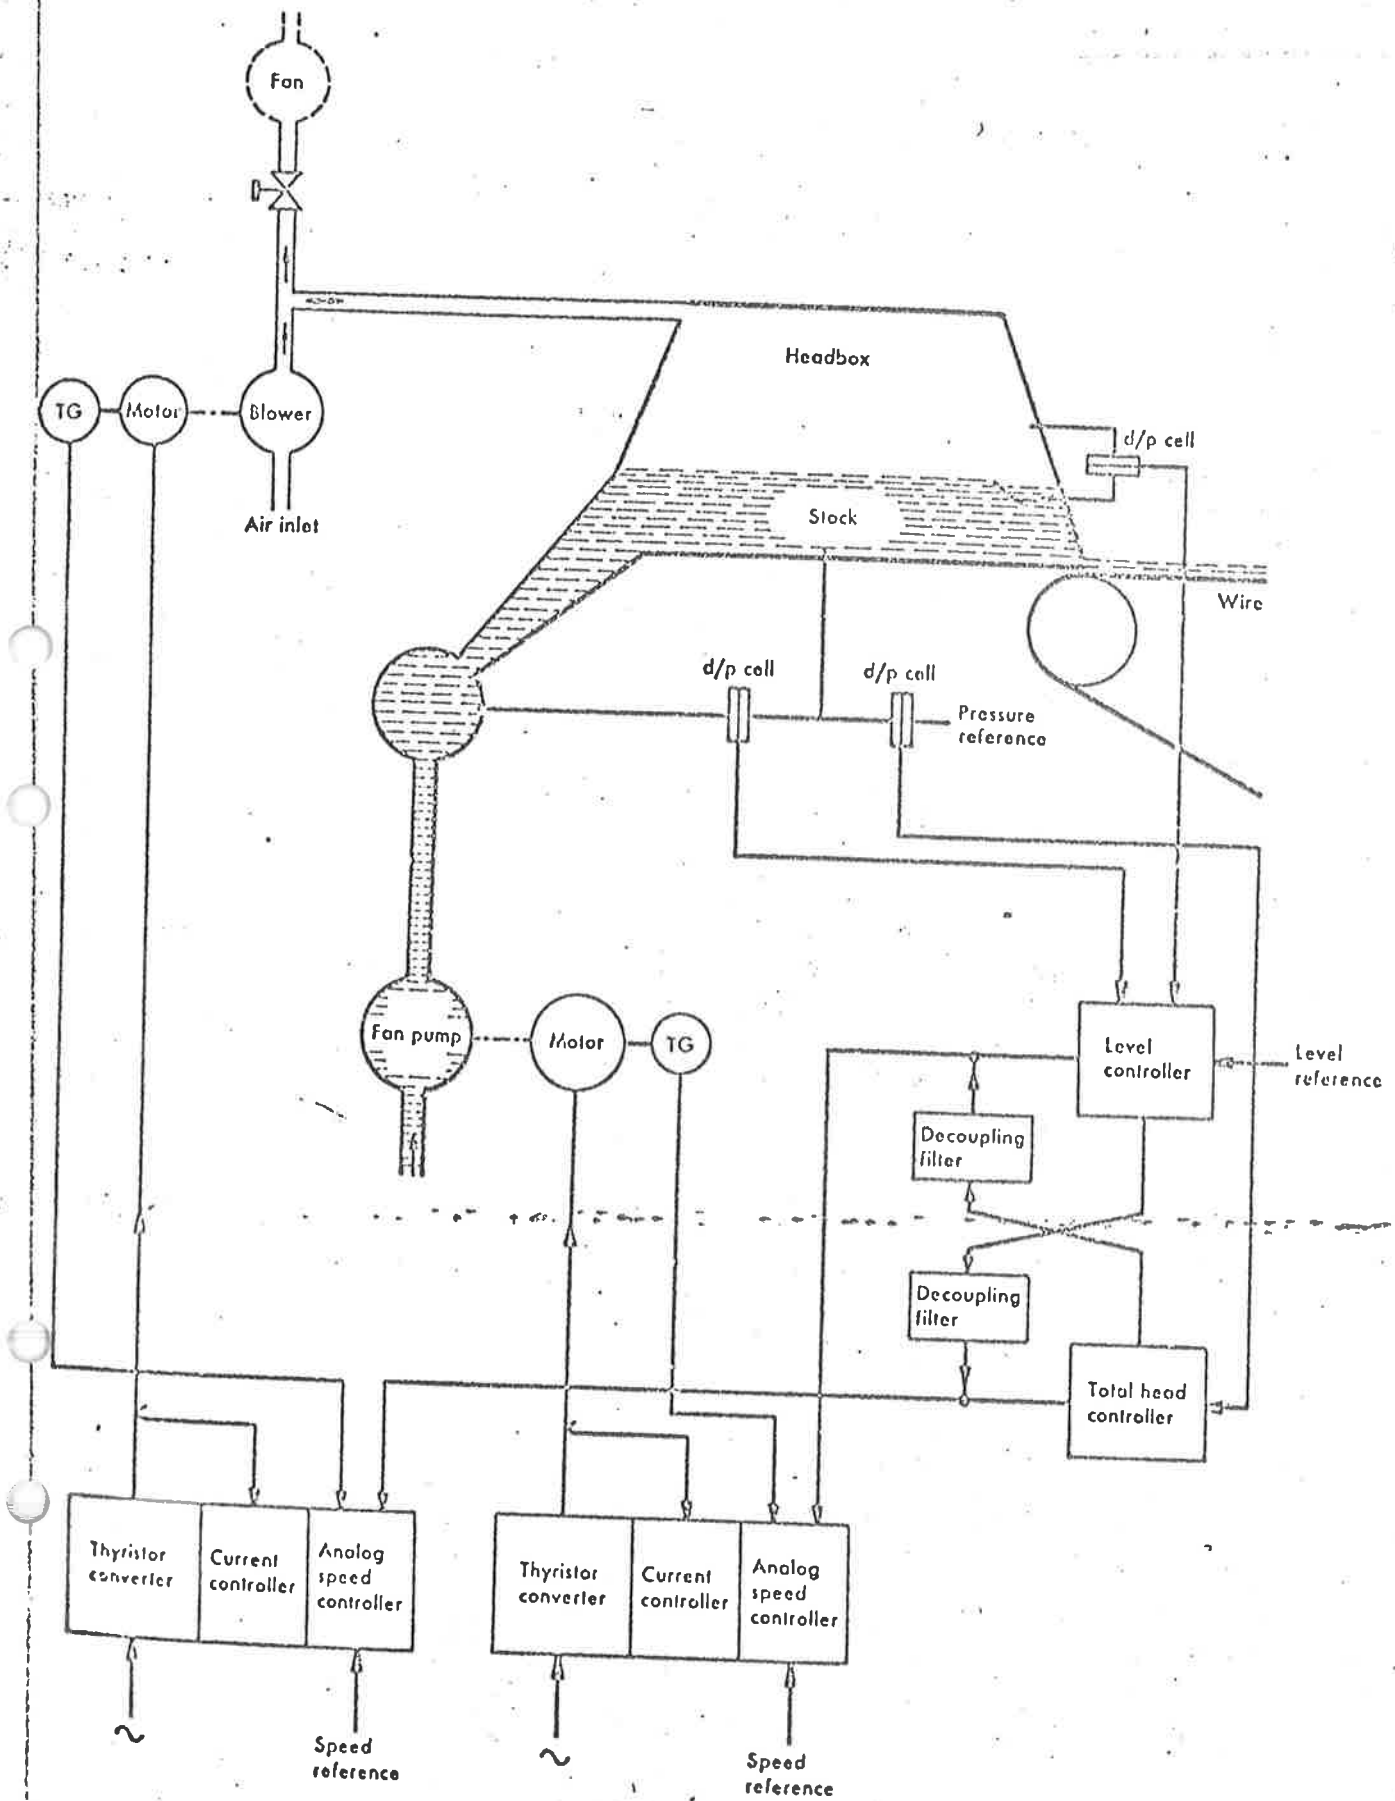 Fan
Headbox
TG
Motor
Blower
d/p cell
Air inlet
Stock
Wire
d/p cell
d/p cell
Pressure
reference
Fan pump
Motor
TG
Level
controller
Level
reference
Decoupling
filter
Decoupling
filter
Total head
controller
Thyristor
converter
Current
controller
Analog
speed
controller
Thyristor
converter
Current
controller
Analog
speed
controller
~
Speed
reference
~
Speed
reference